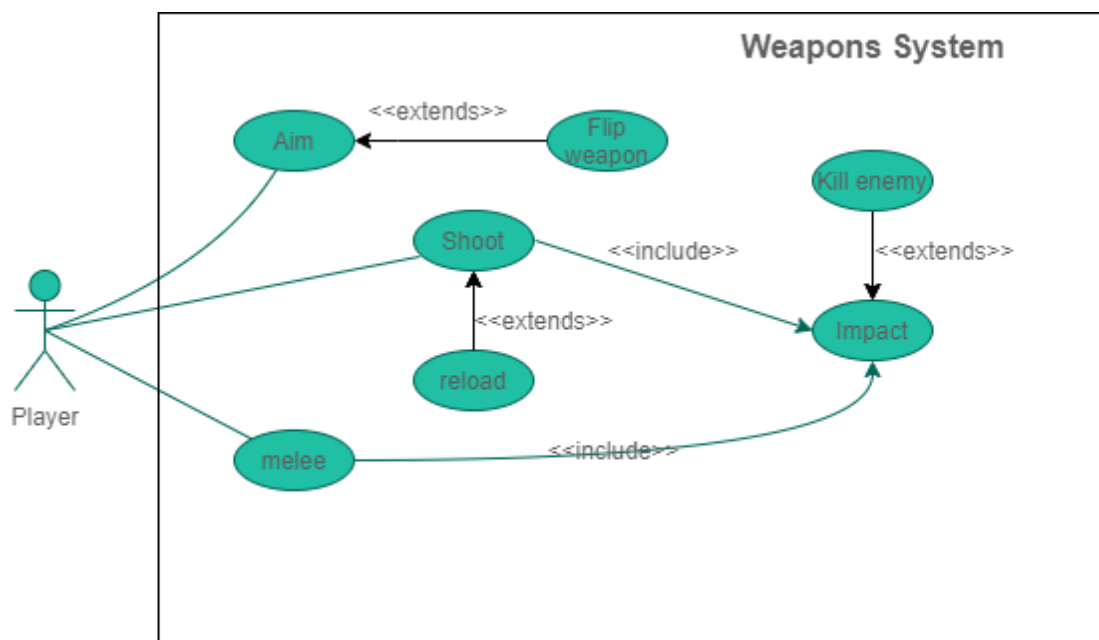 Weapons System
<<extends>>
Aim
Flip
weapon
Kill enemy
Shoot
<<include>>
<<extends>>
<<extends>>
Impact
reload
Player
melee
<<include>>